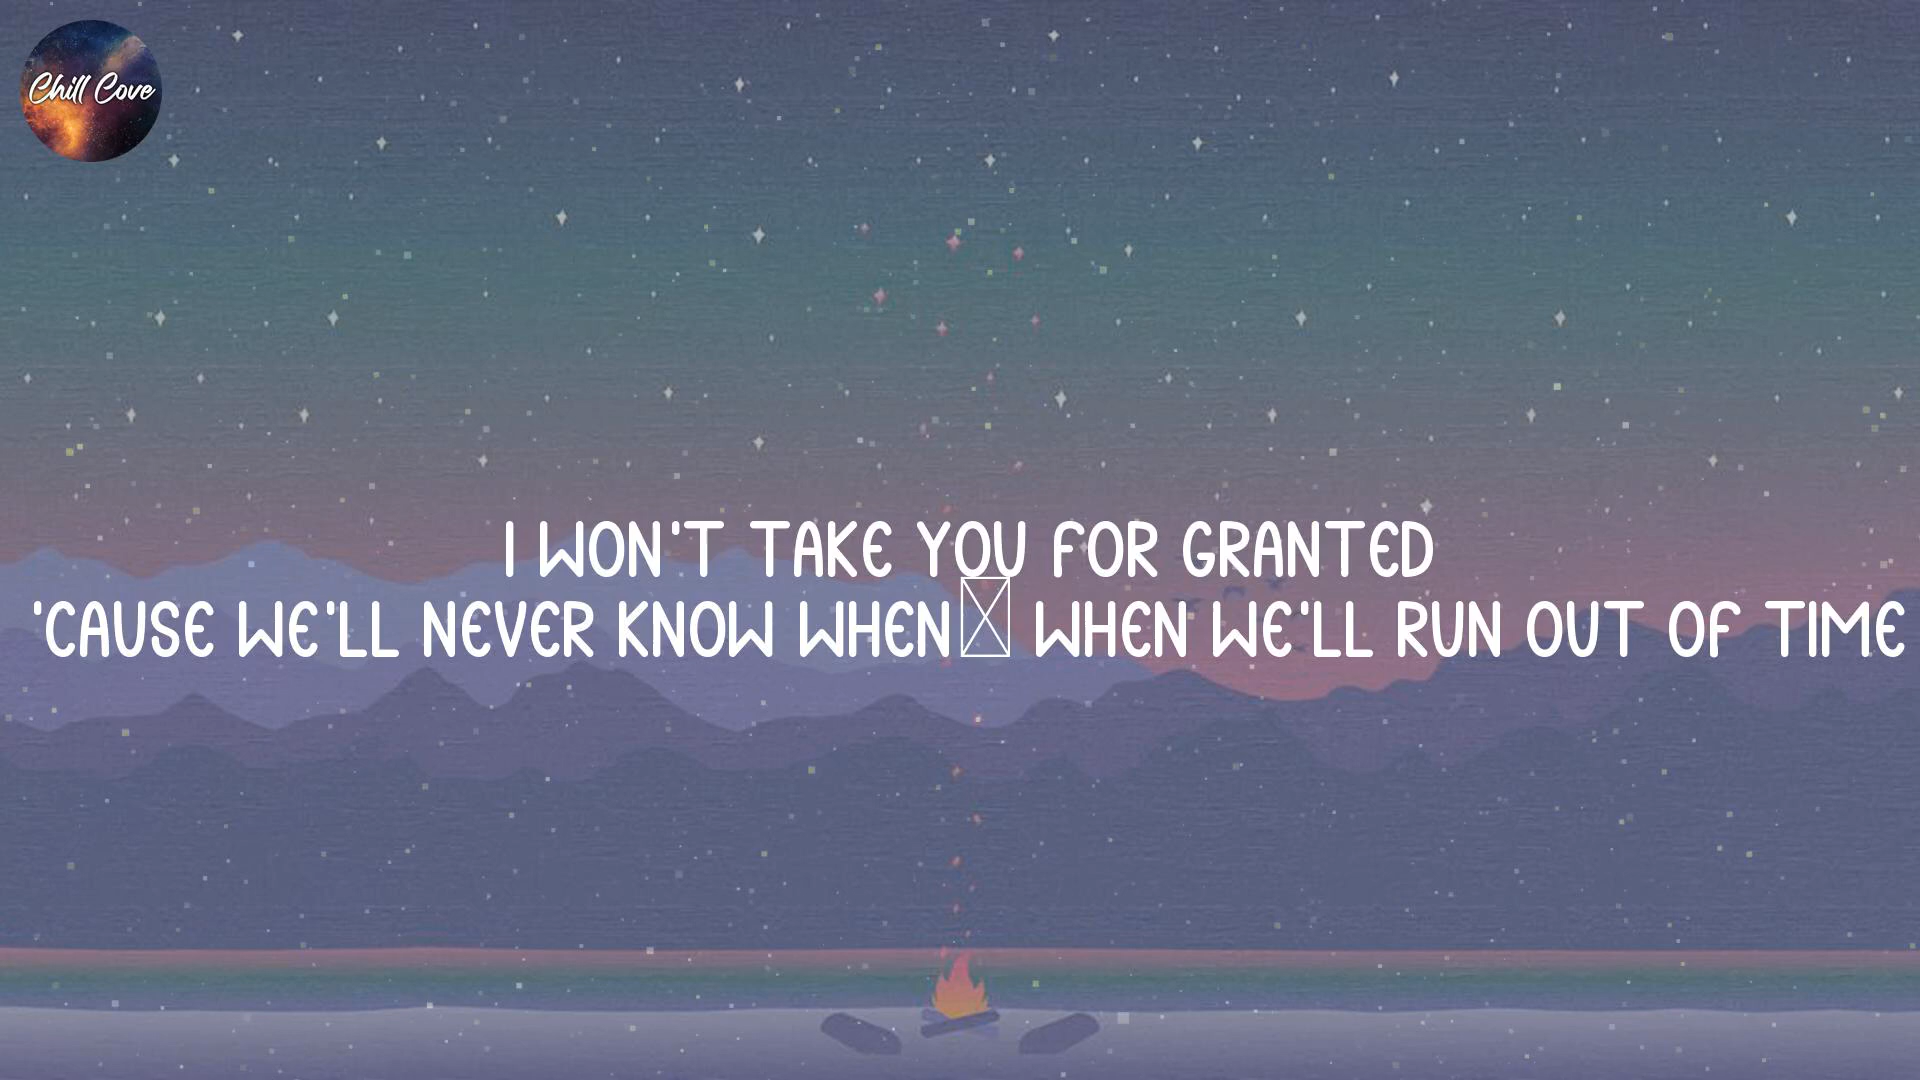 Chill Cove
I WON'T TAKE YOU FOR GRANTED
'CAUSE WE'LL NEVER KNOW WHEN WHEN WE'LL RUN OUT OF TIME